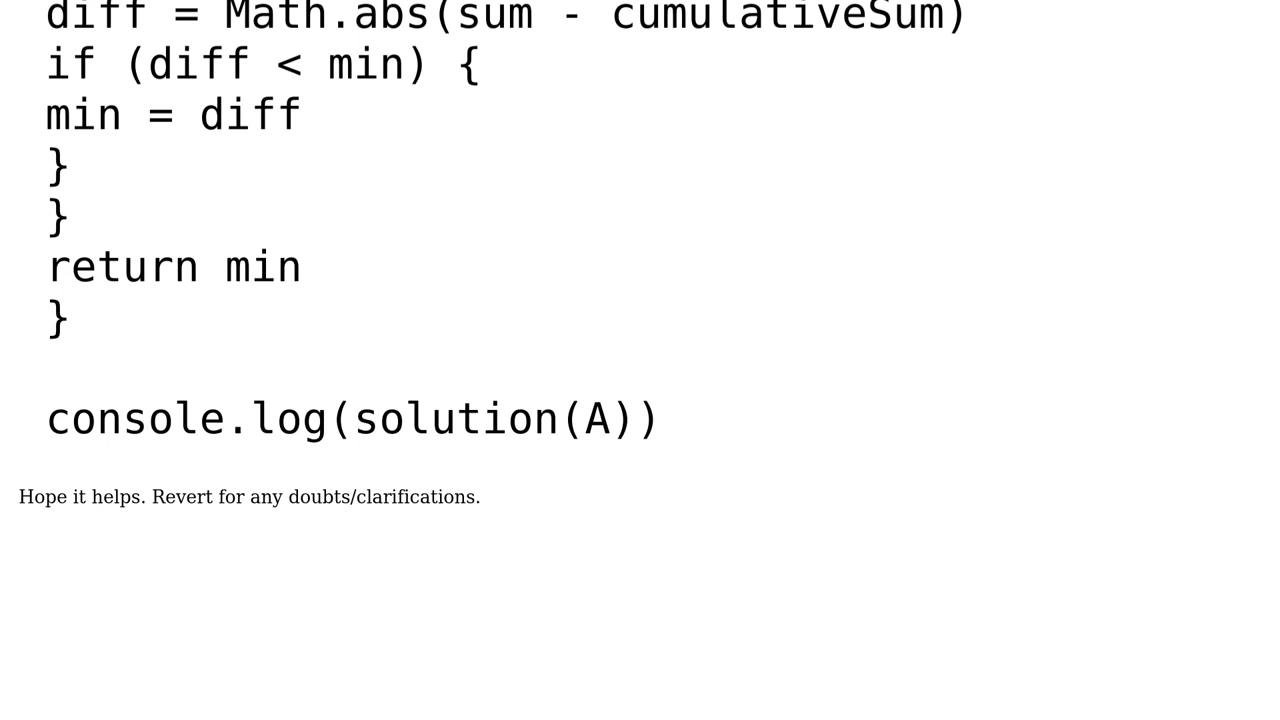 diff = Math.abs(sum - cumulativeSum)
if (diff < min) {
min = diff
}
}
return min
}
console.log(solution(A))
Hope it helps. Revert for any doubts/clarifications.